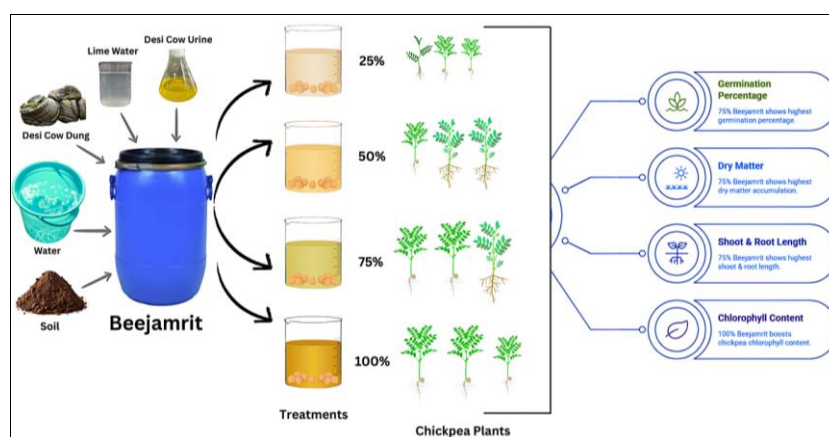 Desi Cow Urine
Lime Water
Desi Cow Dung
Water
Soil
Beejamrit
25%
50%
75%
100%
Treatments
Chickpea Plants
Germination
Percentage
75% Beejamrit shows highest
germination percentage.
Dry Matter
75% Beejamrit shows highest
dry matter accumulation.
Shoot & Root Length
75% Beejamrit shows highest
shoot & root length.
Chlorophyll Content
100% Beejamrit boosts
chickpea chlorophyll content.